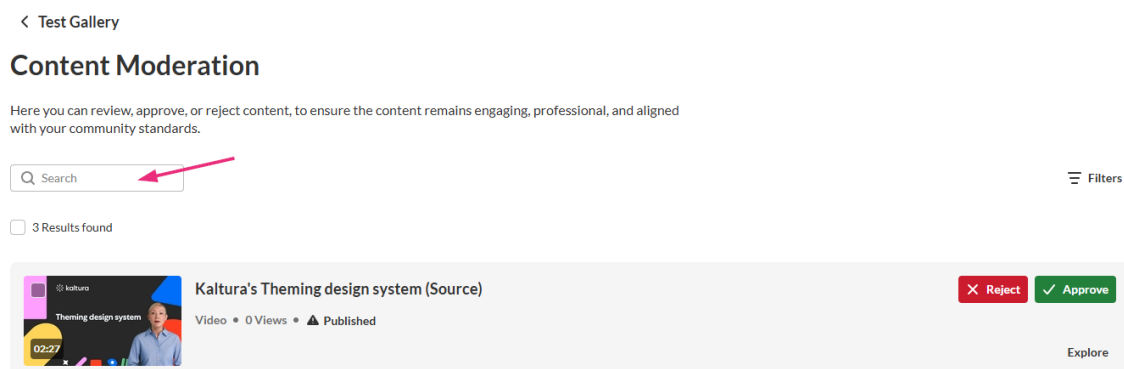 Test Gallery
Content Moderation
Here you can review, approve, or reject content, to ensure the content remains engaging, professional, and aligned
with your community standards.
Search
Filters
3 Results found
kaltura
Theming design system
02:27
Kaltura's Theming design system (Source)
Video • 0 Views • Published
Reject
Approve
Explore